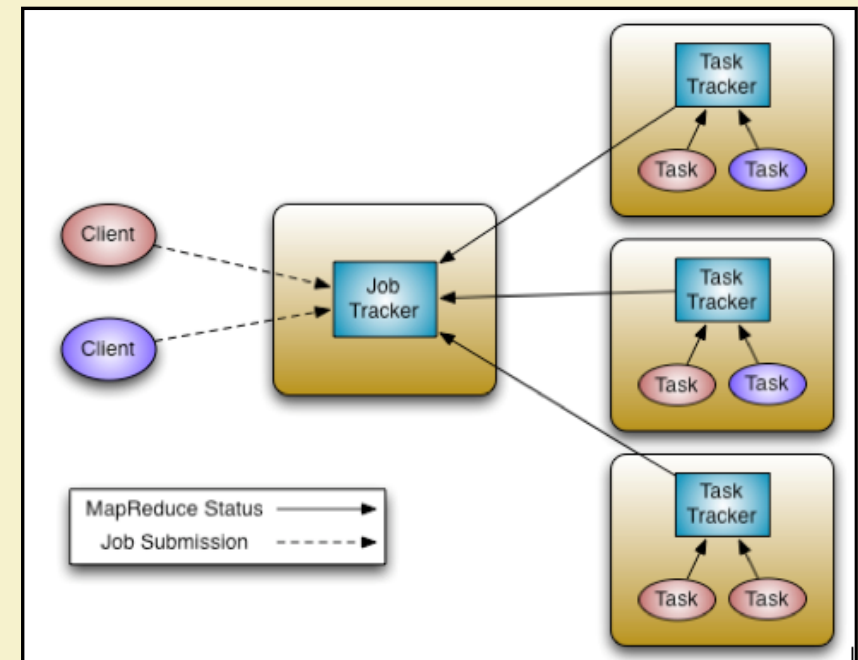 Task
Tracker
Task
Task
Client
Job
Tracker
Client
Task
Tracker
Task
Task
MapReduce Status
Job Submission
Task
Tracker
Task
Task